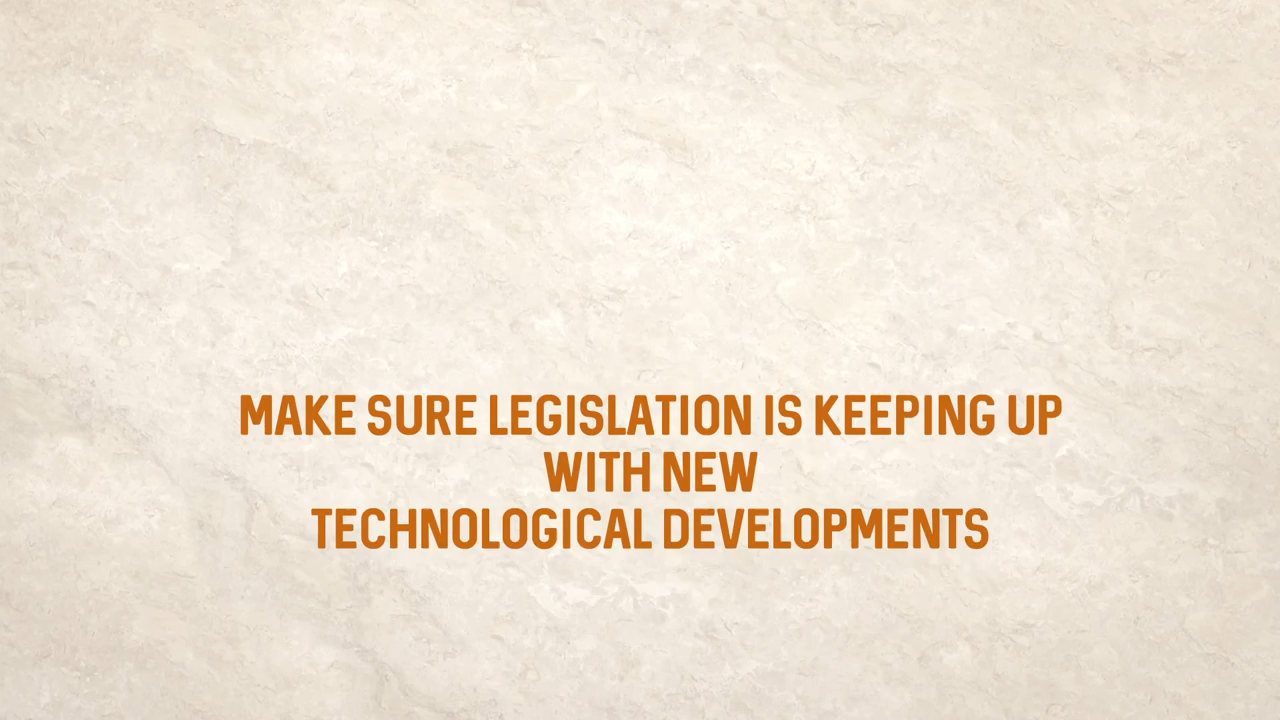 MAKE SURE LEGISLATION IS KEEPING UP
WITH NEW
TECHNOLOGICAL DEVELOPMENTS